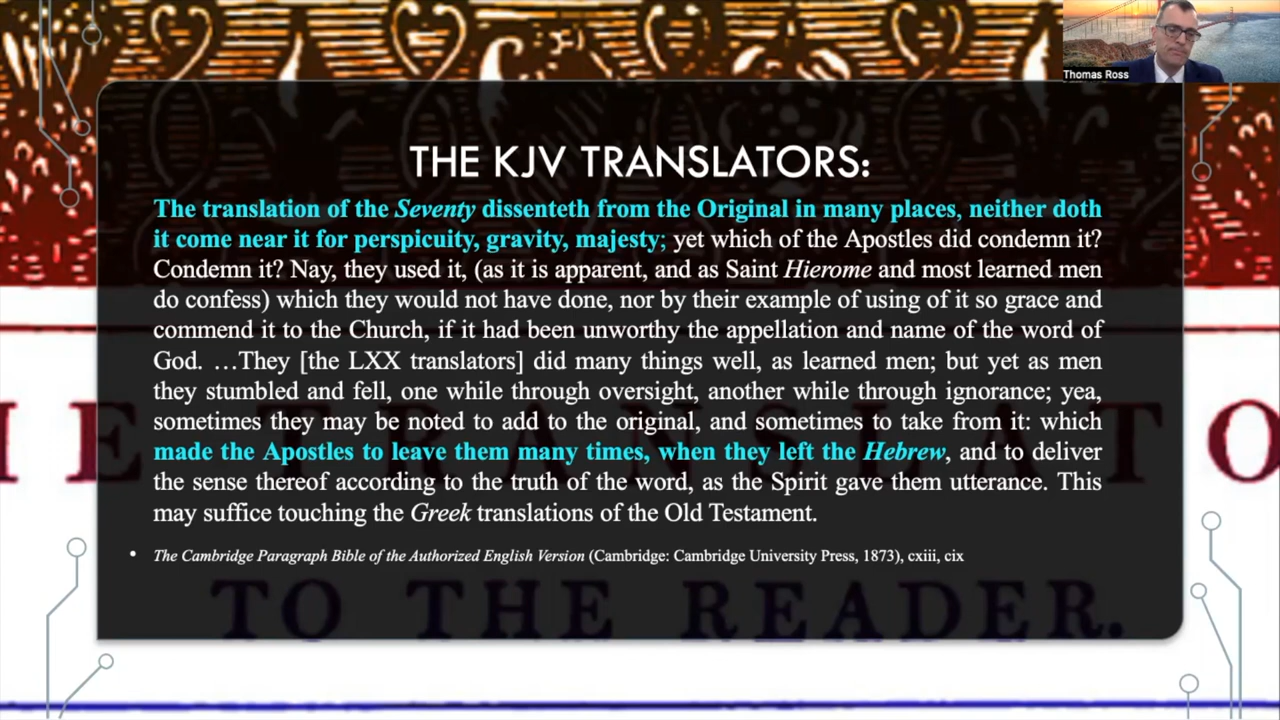 Thomas Ross
THE KJV TRANSLATORS:
The translation of the Seventy dissenteth from the Original in many places, neither doth
it come near it for perspicuity, gravity, majesty; yet which of the Apostles did condemn it?
Condemn it? Nay, they used it, (as it is apparent, and as Saint Hierome and most learned men
do confess) which they would not have done, nor by their example of using of it so grace and
commend it to the Church, if it had been unworthy the appellation and name of the word of
God. …They [the LXX translators] did many things well, as learned men; but yet as men
they stumbled and fell, one while through oversight, another while through ignorance; yea,
sometimes they may be noted to add to the original, and sometimes to take from it: which
made the Apostles to leave them many times, when they left the Hebrew, and to deliver
the sense thereof according to the truth of the word, as the Spirit gave them utterance. This
may suffice touching the Greek translations of the Old Testament.
• The Cambridge Paragraph Bible of the Authorized English Version (Cambridge: Cambridge University Press, 1873), cxiii, cix
TO THE READER.